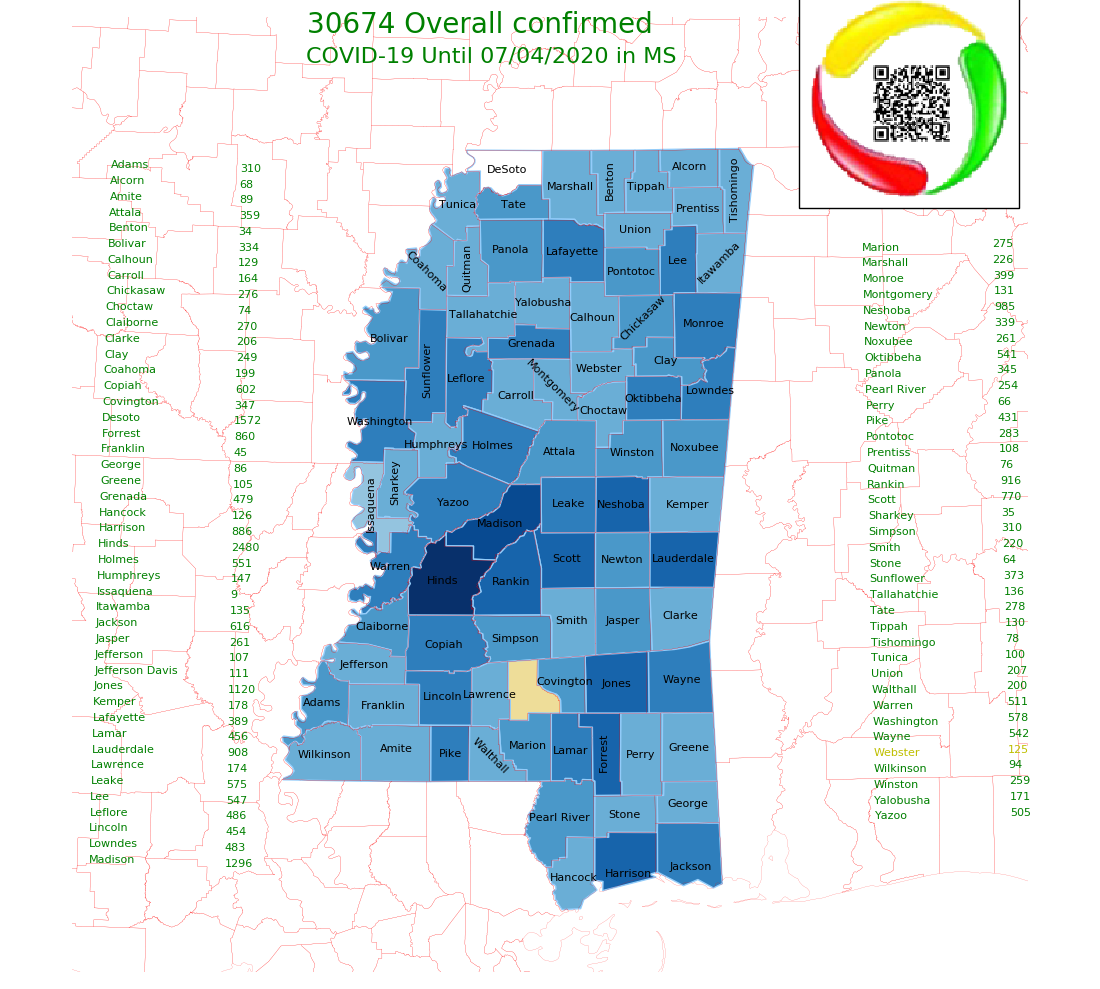 30674 Overall confirmed
COVID-19 Until 07/04/2020 in MS
Adams 310
Alcorn 68
Amite 89
Attala 359
Benton 34
Bolivar 334
Calhoun 129
Carroll 164
Chickasaw 276
Choctaw 74
Claiborne 270
Clarke 206
Clay 249
Coahoma 199
Copiah 602
Covington 347
Desoto 1572
Forrest 860
Franklin 45
George 86
Greene 105
Grenada 479
Hancock 126
Harrison 886
Hinds 2480
Holmes 551
Humphreys 147
Issaquena 9
Itawamba 135
Jackson 616
Jasper 261
Jefferson 107
Jefferson Davis 111
Jones 1120
Kemper 178
Lafayette 389
Lamar 456
Lauderdale 908
Lawrence 174
Leake 575
Lee 547
Leflore 486
Lincoln 454
Lowndes 483
Madison 1296
DeSoto
Marshall
Benton
Tippah
Alcorn
Tishomingo
Tunica
Tate
Prentiss
Union
Coahoma
Quitman
Panola
Lafayette
Pontotoc
Lee
Itawamba
Tallahatchie
Yalobusha
Calhoun
Chickasaw
Monroe
Bolivar
Sunflower
Grenada
Leflore
Montgomery
Webster
Clay
Carroll
Choctaw
Oktibbeha
Lowndes
Washington
Humphreys
Holmes
Attala
Winston
Noxubee
Issaquena
Sharkey
Yazoo
Madison
Leake
Neshoba
Kemper
Warren
Hinds
Rankin
Scott
Newton
Lauderdale
Claiborne
Copiah
Simpson
Smith
Jasper
Clarke
Jefferson
Adams
Franklin
Lincoln
Lawrence
Covington
Jones
Wayne
Wilkinson
Amite
Pike
Walthall
Marion
Lamar
Forrest
Perry
Greene
Pearl River
Stone
George
Hancock
Harrison
Jackson
Marion 275
Marshall 226
Monroe 399
Montgomery 131
Neshoba 985
Newton 339
Noxubee 261
Oktibbeha 541
Panola 345
Pearl River 254
Perry 66
Pike 431
Pontotoc 283
Prentiss 108
Quitman 76
Rankin 916
Scott 770
Sharkey 35
Simpson 310
Smith 220
Stone 64
Sunflower 373
Tallahatchie 136
Tate 278
Tippah 130
Tishomingo 78
Tunica 100
Union 207
Walthall 200
Warren 511
Washington 578
Wayne 542
Webster 125
Wilkinson 94
Winston 259
Yalobusha 171
Yazoo 505